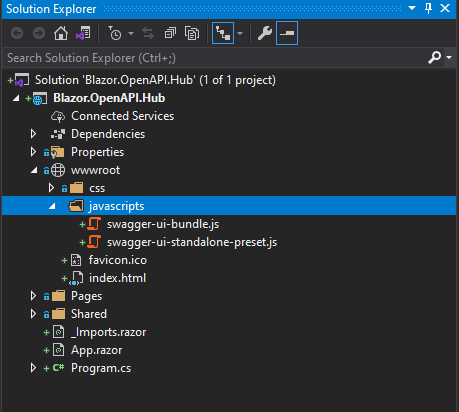 Solution Explorer
Search Solution Explorer (Ctrl+;)
Solution 'Blazor.OpenAPI.Hub' (1 of 1 project)
Blazor.OpenAPI.Hub
Connected Services
Dependencies
Properties
wwwroot
css
javascripts
swagger-ui-bundle.js
swagger-ui-standalone-preset.js
favicon.ico
index.html
Pages
Shared
_Imports.razor
App.razor
C# Program.cs